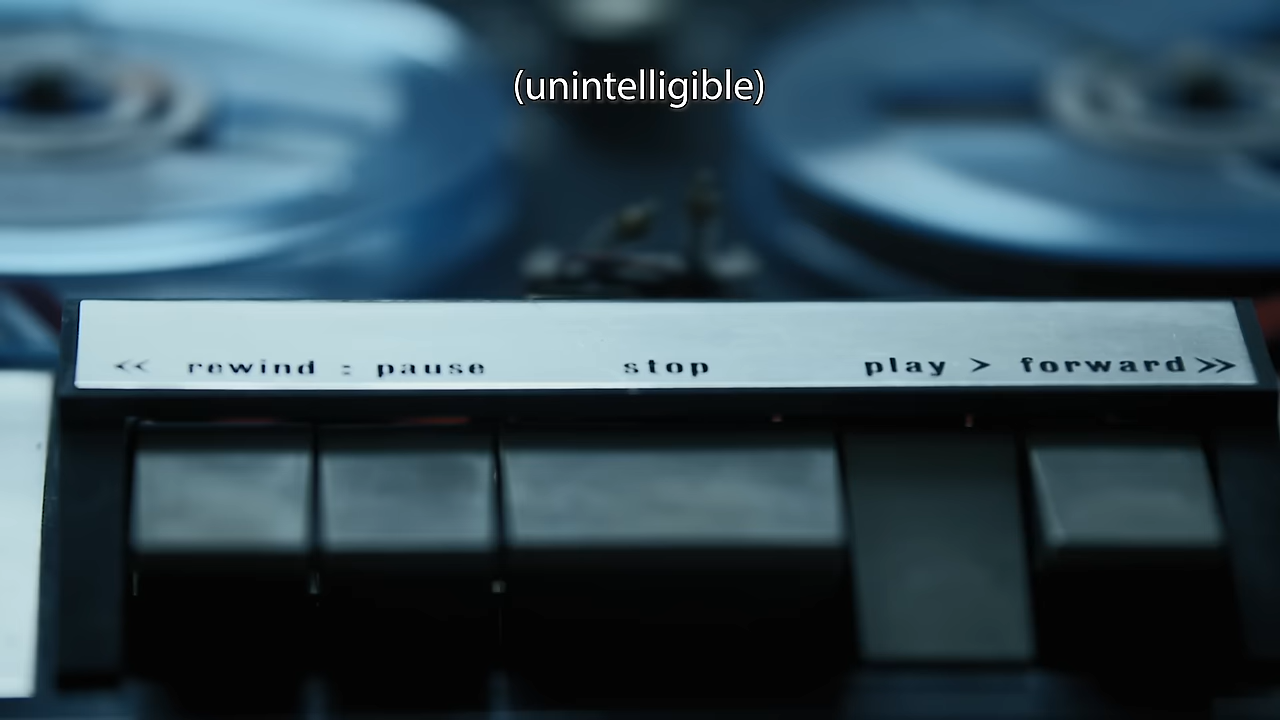 (unintelligible)
<< rewind : pause stop play > forward >>